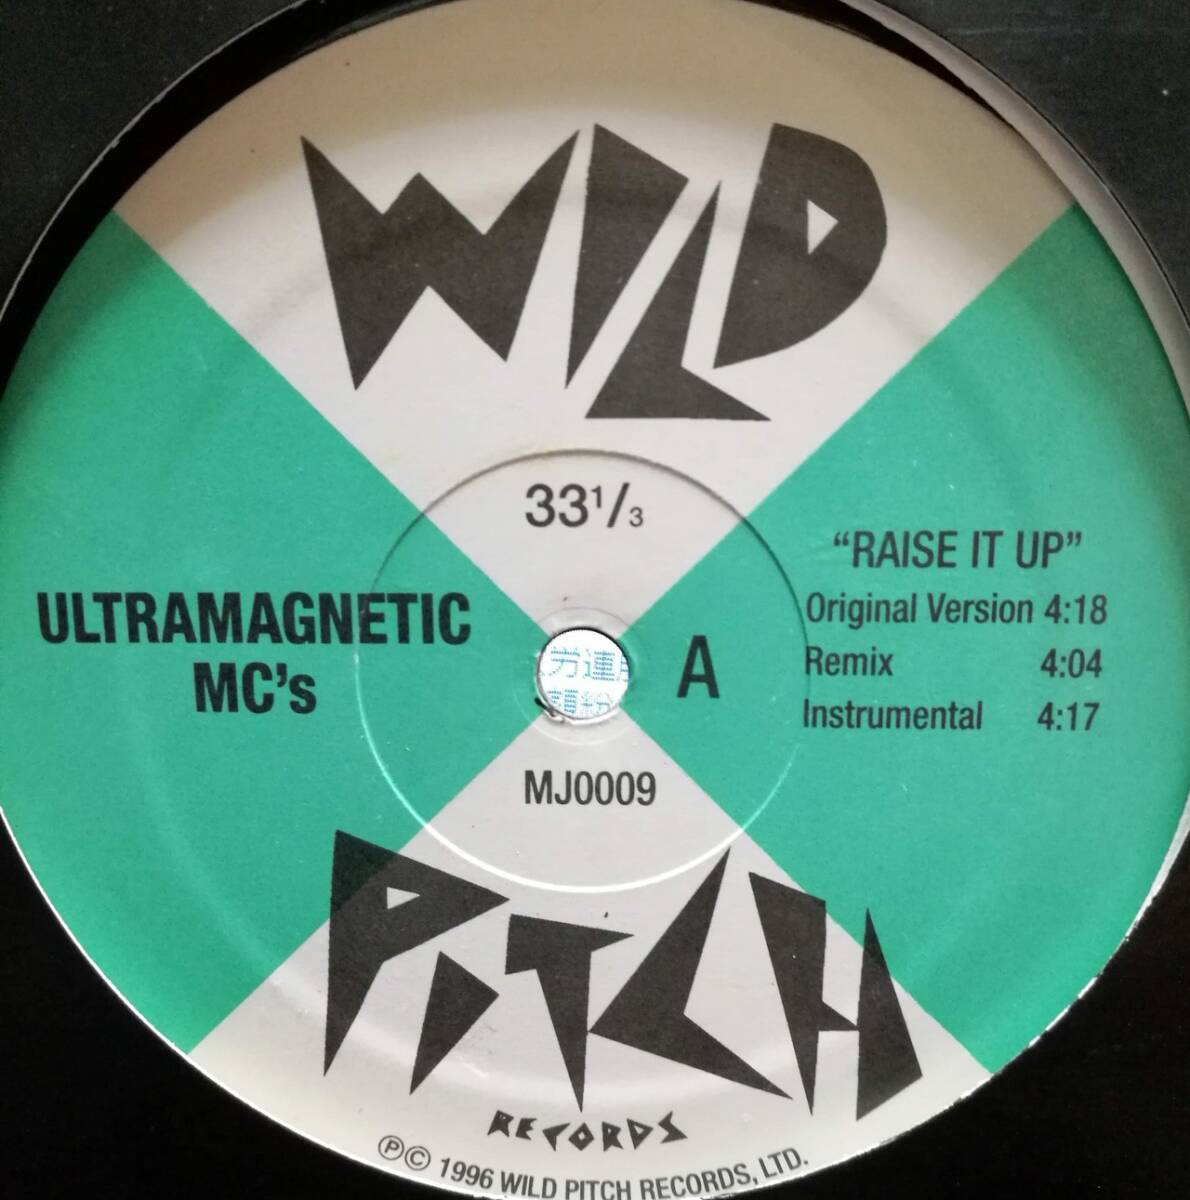 WILD
33 1/3
"RAISE IT UP"
Original Version 4:18
Remix 4:04
Instrumental 4:17
ULTRAMAGNETIC
MC's
A
MJ0009
PITCH
RECORDS
℗© 1996 WILD PITCH RECORDS, LTD.